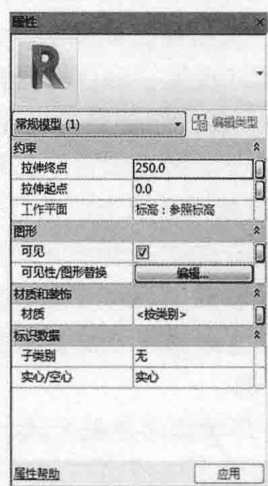 属性
R
常规模型 (1) 编辑类型
约束
拉伸终点 250.0
拉伸起点 0.0
工作平面 标高 : 参照标高
图形
可见
可见性/图形替换 编辑...
材质和装饰
材质 <按类别>
标识数据
子类别 无
实心/空心 实心
属性帮助 应用